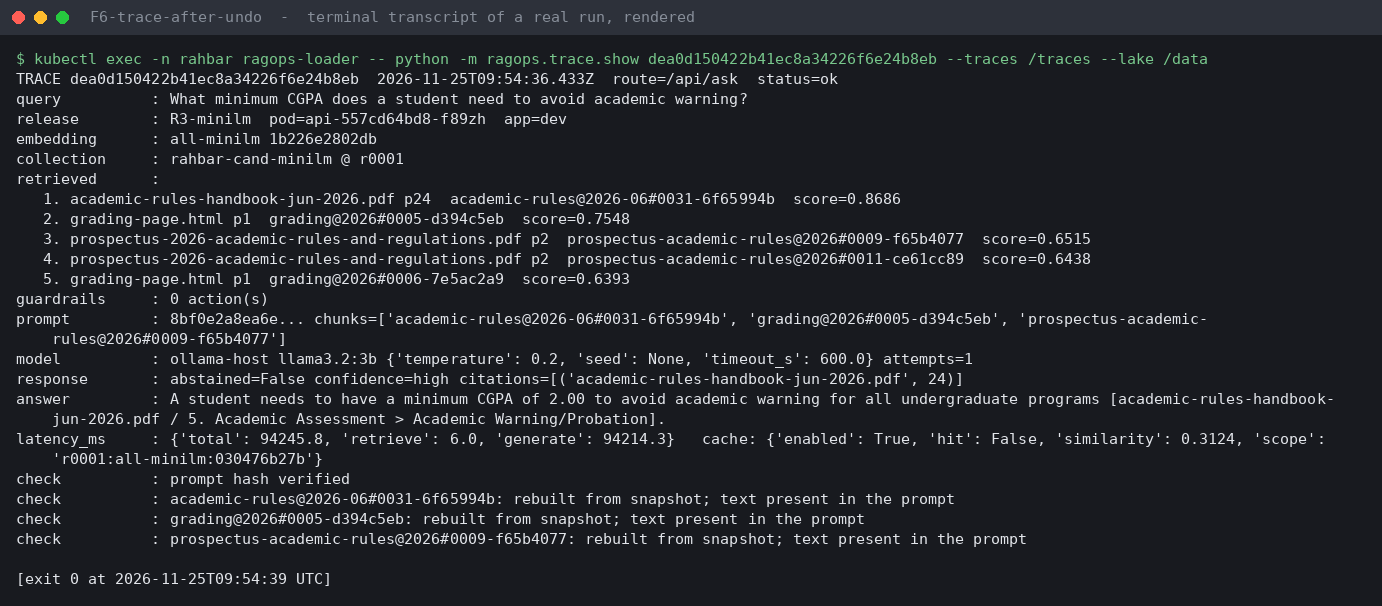 F6-trace-after-undo  -  terminal transcript of a real run, rendered
$ kubectl exec -n rahbar ragops-loader -- python -m ragops.trace.show dea0d150422b41ec8a34226f6e24b8eb --traces /traces --lake /data
TRACE dea0d150422b41ec8a34226f6e24b8eb  2026-11-25T09:54:36.433Z  route=/api/ask  status=ok
query          : What minimum CGPA does a student need to avoid academic warning?
release        : R3-minilm  pod=api-557cd64bd8-f89zh  app=dev
embedding      : all-minilm 1b226e2802db
collection     : rahbar-cand-minilm @ r0001
retrieved      :
   1. academic-rules-handbook-jun-2026.pdf p24  academic-rules@2026-06#0031-6f65994b  score=0.8686
   2. grading-page.html p1  grading@2026#0005-d394c5eb  score=0.7548
   3. prospectus-2026-academic-rules-and-regulations.pdf p2  prospectus-academic-rules@2026#0009-f65b4077  score=0.6515
   4. prospectus-2026-academic-rules-and-regulations.pdf p2  prospectus-academic-rules@2026#0011-ce61cc89  score=0.6438
   5. grading-page.html p1  grading@2026#0006-7e5ac2a9  score=0.6393
guardrails     : 0 action(s)
prompt         : 8bf0e2a8ea6e... chunks=['academic-rules@2026-06#0031-6f65994b', 'grading@2026#0005-d394c5eb', 'prospectus-academic-
    rules@2026#0009-f65b4077']
model          : ollama-host llama3.2:3b {'temperature': 0.2, 'seed': None, 'timeout_s': 600.0} attempts=1
response       : abstained=False confidence=high citations=[('academic-rules-handbook-jun-2026.pdf', 24)]
answer         : A student needs to have a minimum CGPA of 2.00 to avoid academic warning for all undergraduate programs [academic-rules-handbook-
    jun-2026.pdf / 5. Academic Assessment > Academic Warning/Probation].
latency_ms     : {'total': 94245.8, 'retrieve': 6.0, 'generate': 94214.3}   cache: {'enabled': True, 'hit': False, 'similarity': 0.3124, 'scope':
    'r0001:all-minilm:030476b27b'}
check          : prompt hash verified
check          : academic-rules@2026-06#0031-6f65994b: rebuilt from snapshot; text present in the prompt
check          : grading@2026#0005-d394c5eb: rebuilt from snapshot; text present in the prompt
check          : prospectus-academic-rules@2026#0009-f65b4077: rebuilt from snapshot; text present in the prompt
[exit 0 at 2026-11-25T09:54:39 UTC]